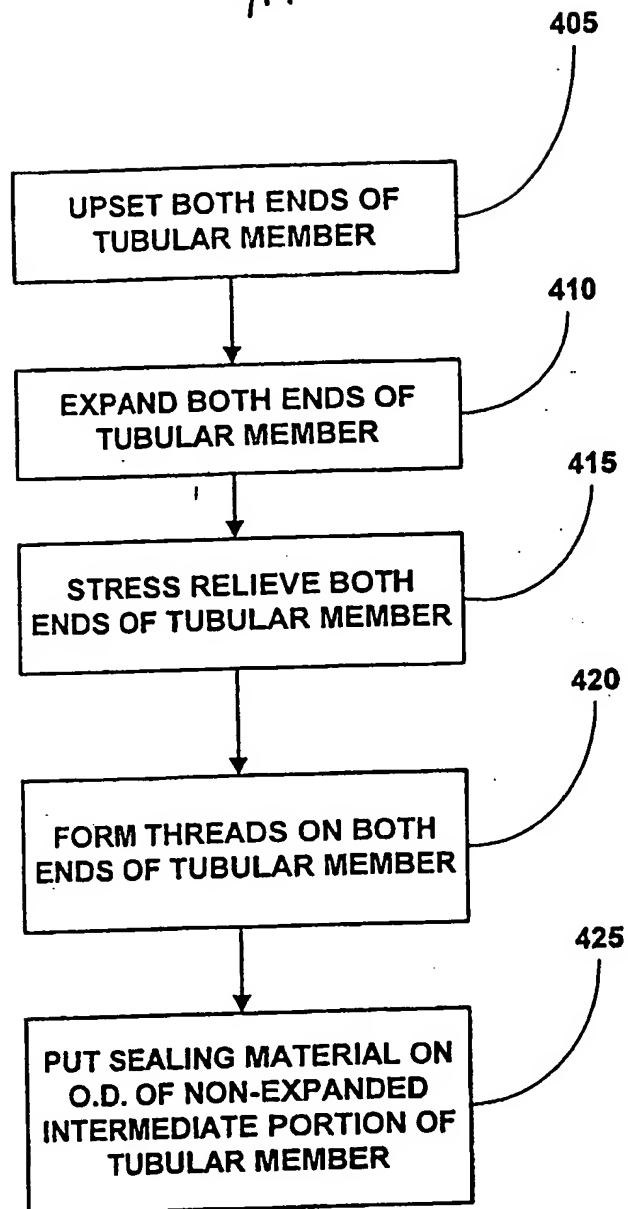 405
UPSET BOTH ENDS OF
TUBULAR MEMBER
410
EXPAND BOTH ENDS OF
TUBULAR MEMBER
415
STRESS RELIEVE BOTH
ENDS OF TUBULAR MEMBER
420
FORM THREADS ON BOTH
ENDS OF TUBULAR MEMBER
425
PUT SEALING MATERIAL ON
O.D. OF NON-EXPANDED
INTERMEDIATE PORTION OF
TUBULAR MEMBER